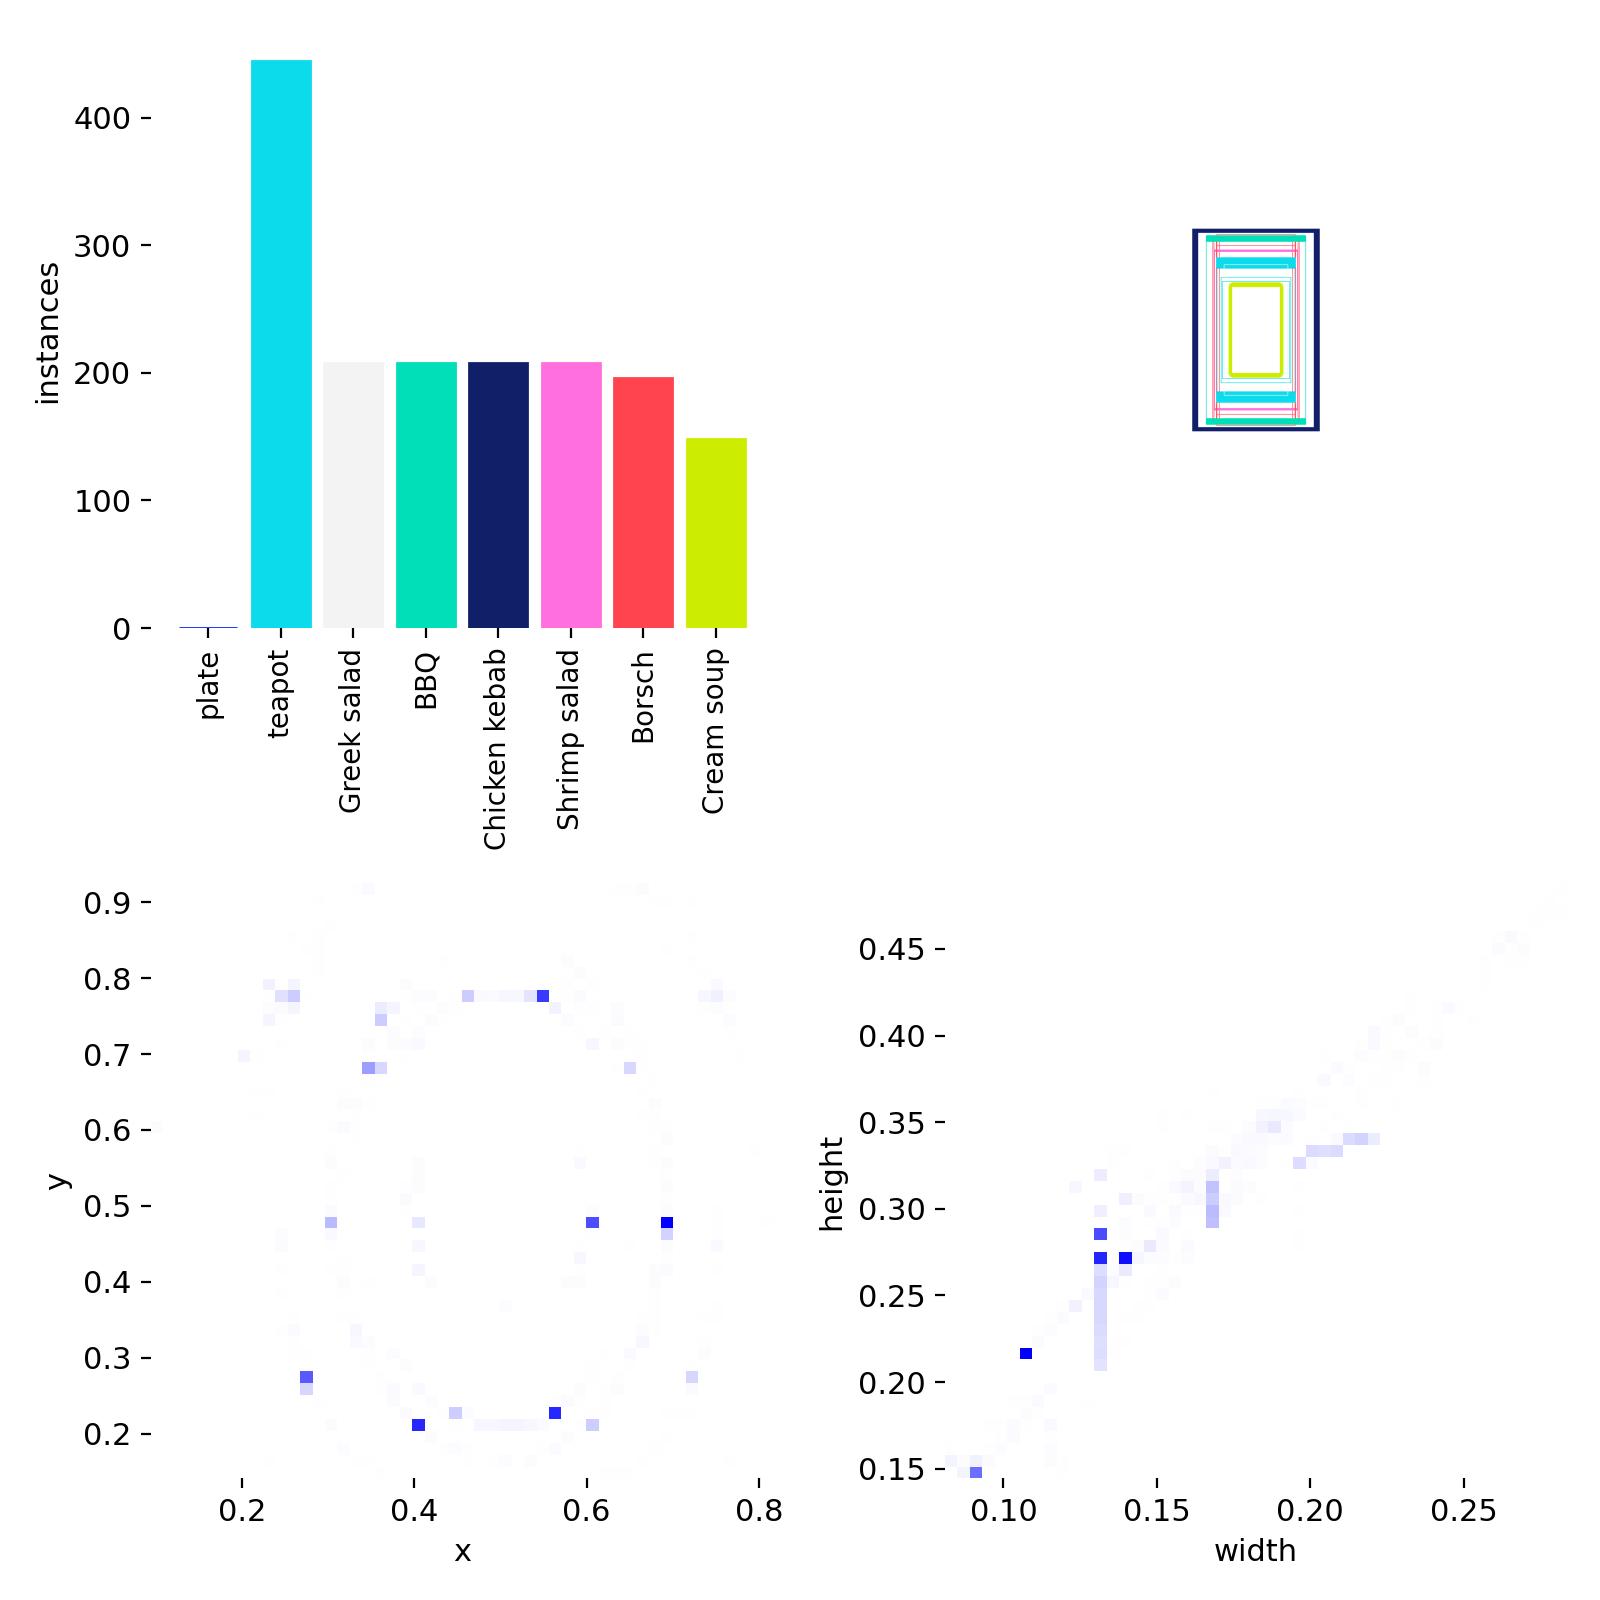 instances
400
300
200
100
0
plate
teapot
Greek salad
BBQ
Chicken kebab
Shrimp salad
Borsch
Cream soup
y
0.9
0.8
0.7
0.6
0.5
0.4
0.3
0.2
0.2 0.4 0.6 0.8
x
height
0.45
0.40
0.35
0.30
0.25
0.20
0.15
0.10 0.15 0.20 0.25
width